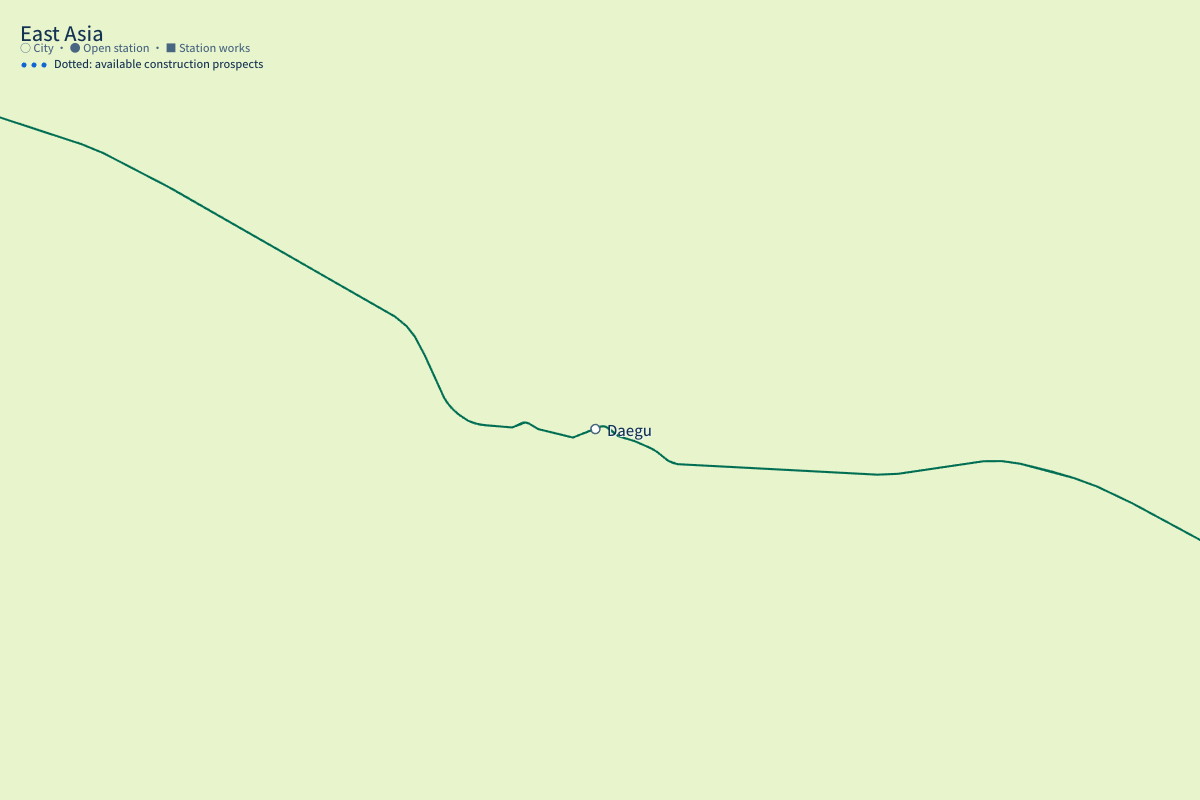 East Asia
City • Open station • Station works
Dotted: available construction prospects
Daegu